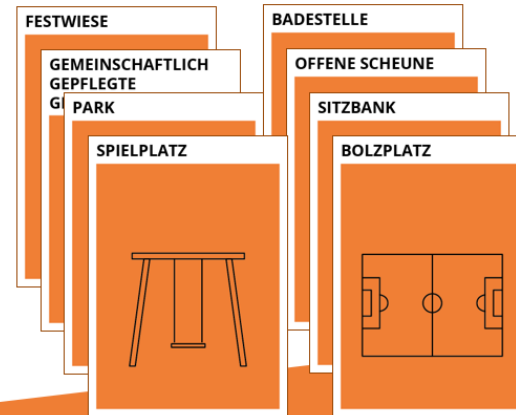 FESTWIESE
GEMEINSCHAFTLICH
GEPFLEGTE
PARK
SPIELPLATZ
BADESTELLE
OFFENE SCHEUNE
SITZBANK
BOLZPLATZ